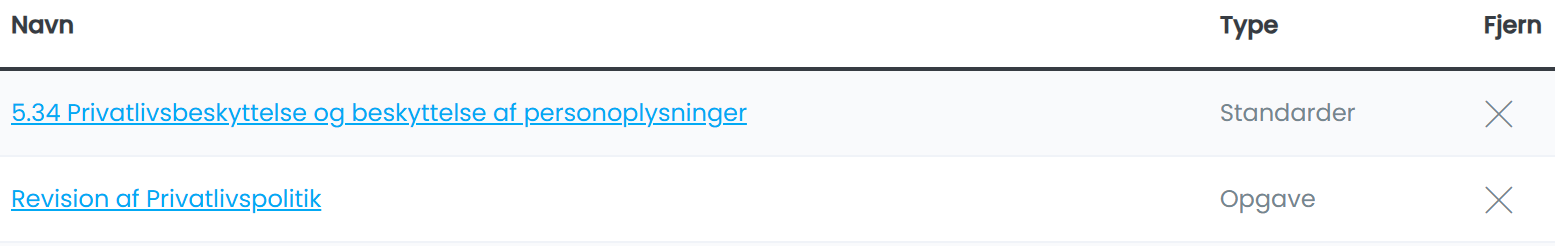 Navn Type Fjern
5.34 Privatlivsbeskyttelse og beskyttelse af personoplysninger Standarder
Revision af Privatlivspolitik Opgave